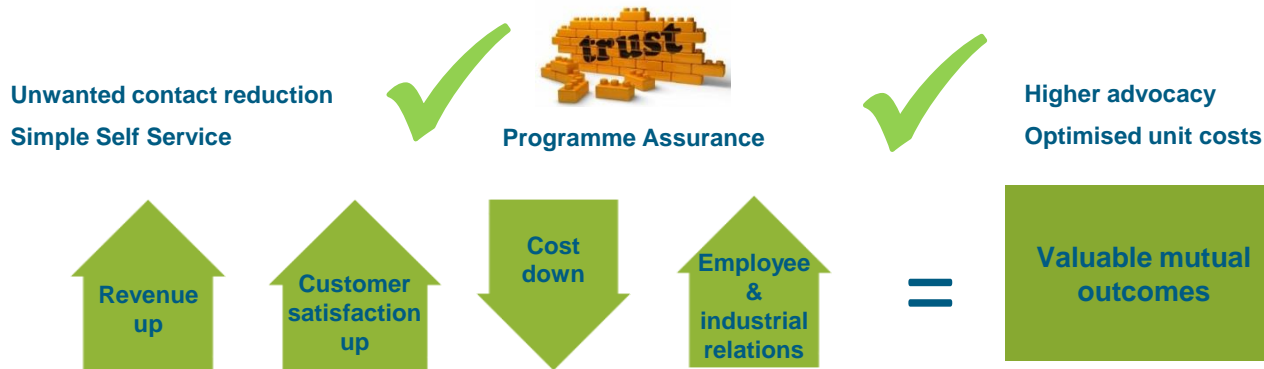 trust
Unwanted contact reduction
Simple Self Service
Programme Assurance
Higher advocacy
Optimised unit costs
Revenue
up
Customer
satisfaction
up
Cost
down
Employee
&
industrial
relations
=
Valuable mutual
outcomes